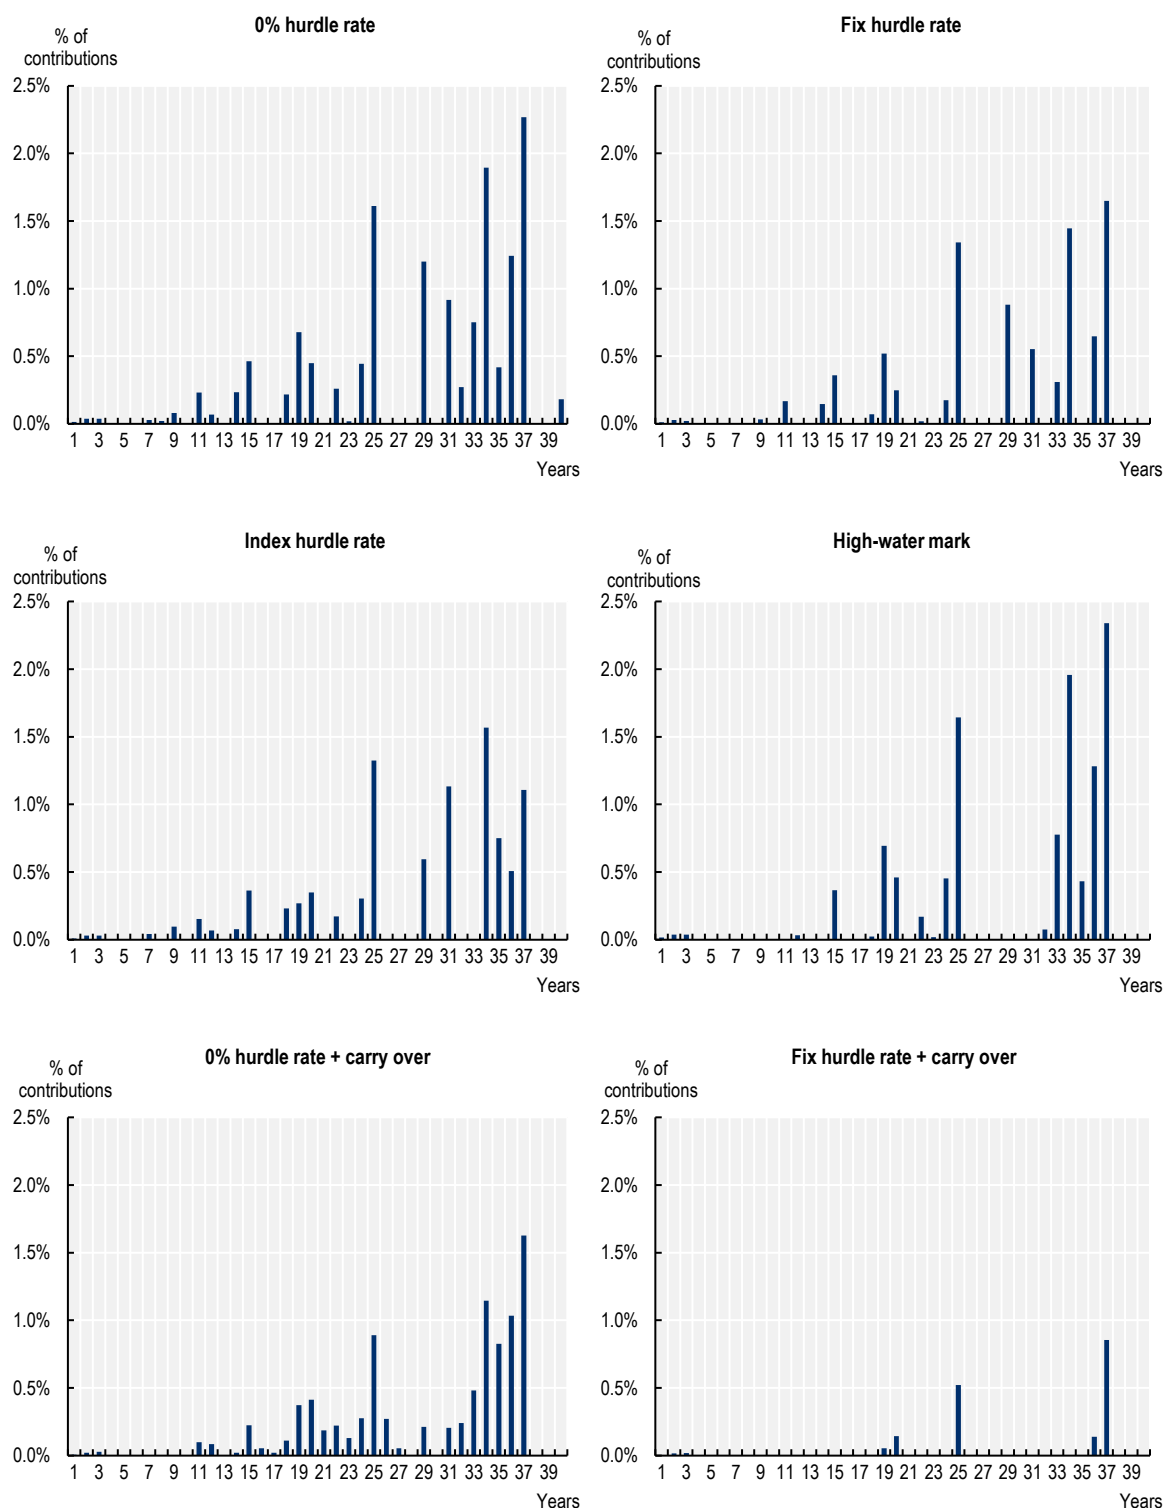 0% hurdle rate
% of
contributions
2.5%
2.0%
1.5%
1.0%
0.5%
0.0%
1 3 5 7 9 11 13 15 17 19 21 23 25 27 29 31 33 35 37 39
Years
Fix hurdle rate
% of
contributions
2.5%
2.0%
1.5%
1.0%
0.5%
0.0%
1 3 5 7 9 11 13 15 17 19 21 23 25 27 29 31 33 35 37 39
Years
Index hurdle rate
% of
contributions
2.5%
2.0%
1.5%
1.0%
0.5%
0.0%
1 3 5 7 9 11 13 15 17 19 21 23 25 27 29 31 33 35 37 39
Years
High-water mark
% of
contributions
2.5%
2.0%
1.5%
1.0%
0.5%
0.0%
1 3 5 7 9 11 13 15 17 19 21 23 25 27 29 31 33 35 37 39
Years
0% hurdle rate + carry over
% of
contributions
2.5%
2.0%
1.5%
1.0%
0.5%
0.0%
1 3 5 7 9 11 13 15 17 19 21 23 25 27 29 31 33 35 37 39
Years
Fix hurdle rate + carry over
% of
contributions
2.5%
2.0%
1.5%
1.0%
0.5%
0.0%
1 3 5 7 9 11 13 15 17 19 21 23 25 27 29 31 33 35 37 39
Years